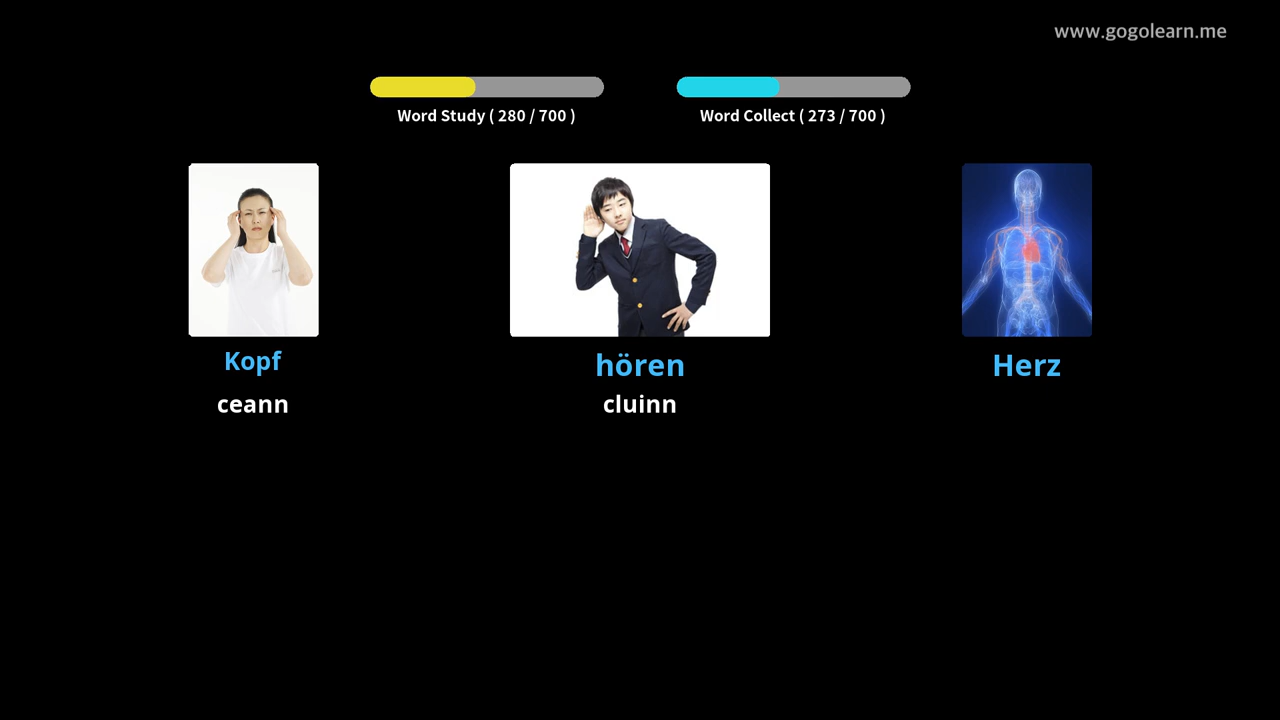 www.gogolearn.me
Word Study ( 280 / 700 )
Word Collect ( 273 / 700 )
Kopf
hören
Herz
ceann
cluinn